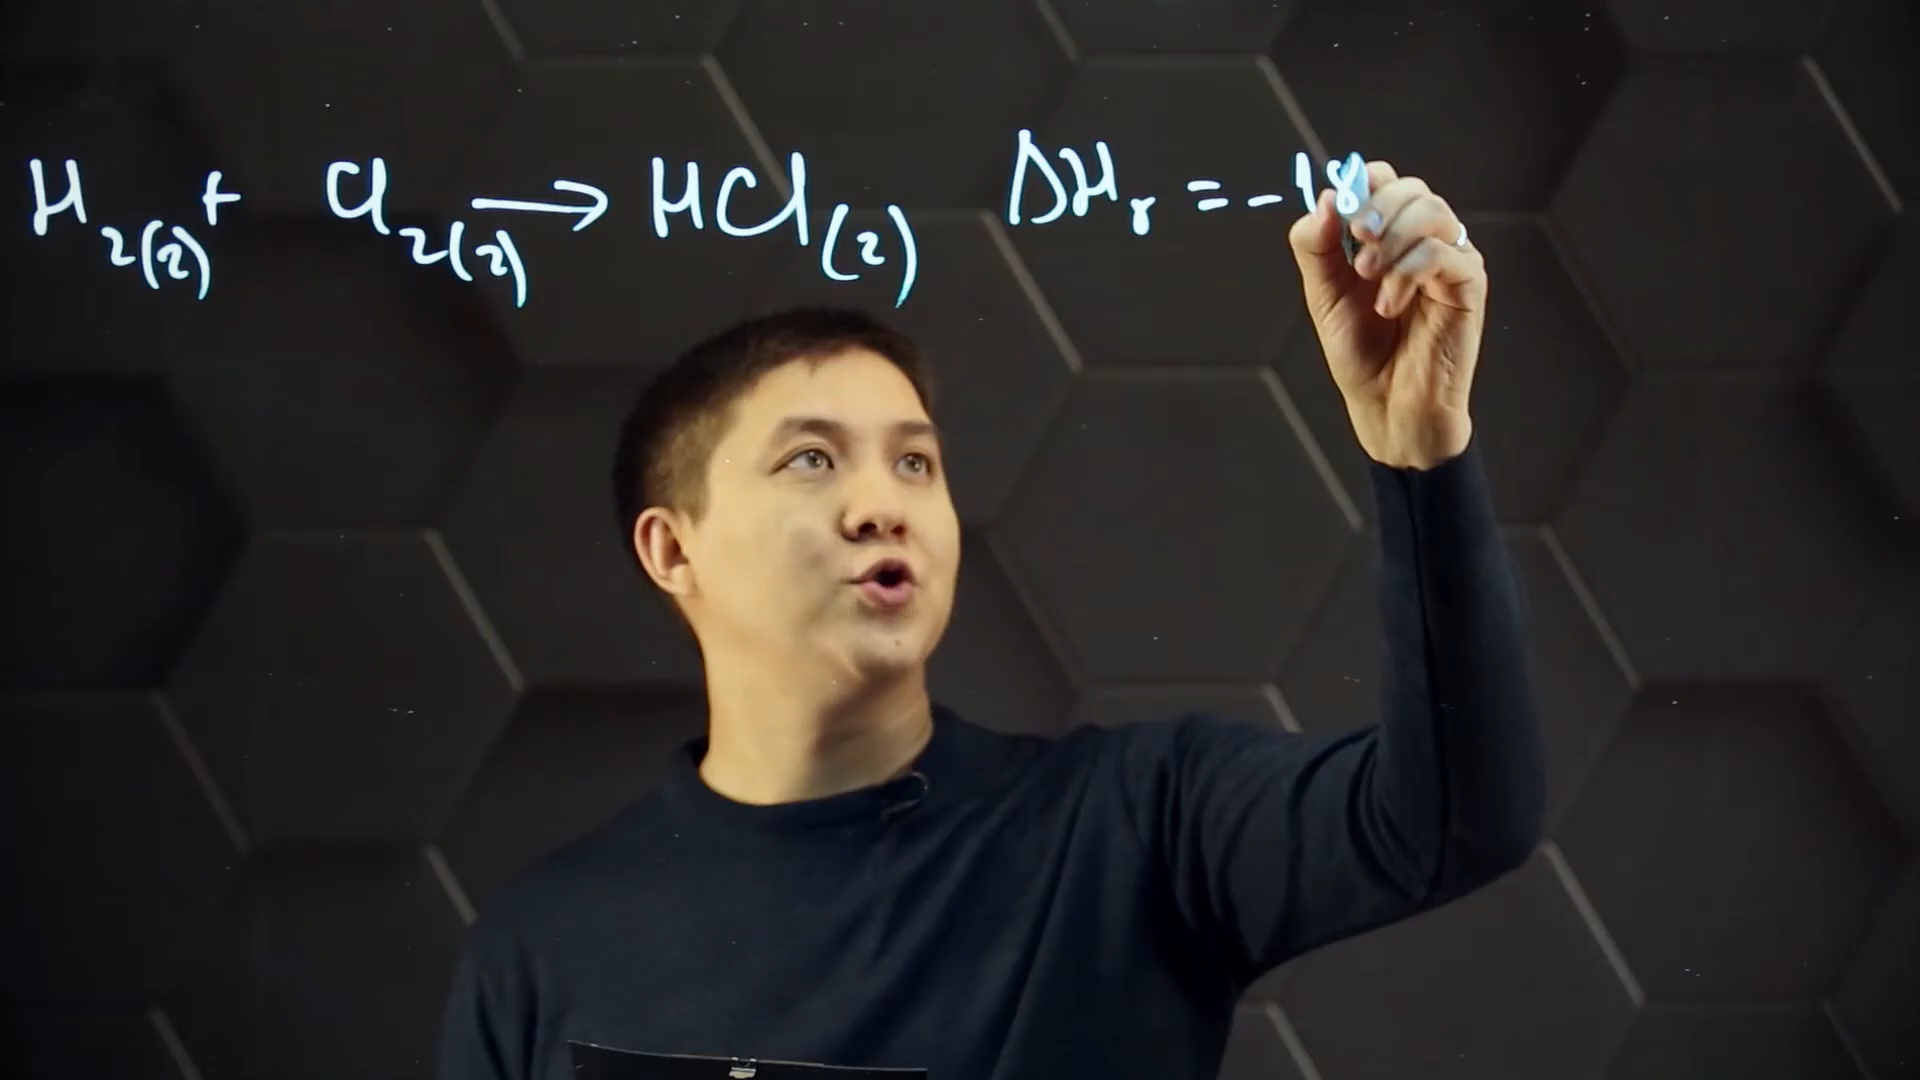 H₂₍г₎ + Cl₂₍г₎ → HCl₍г₎ ΔHr = -18